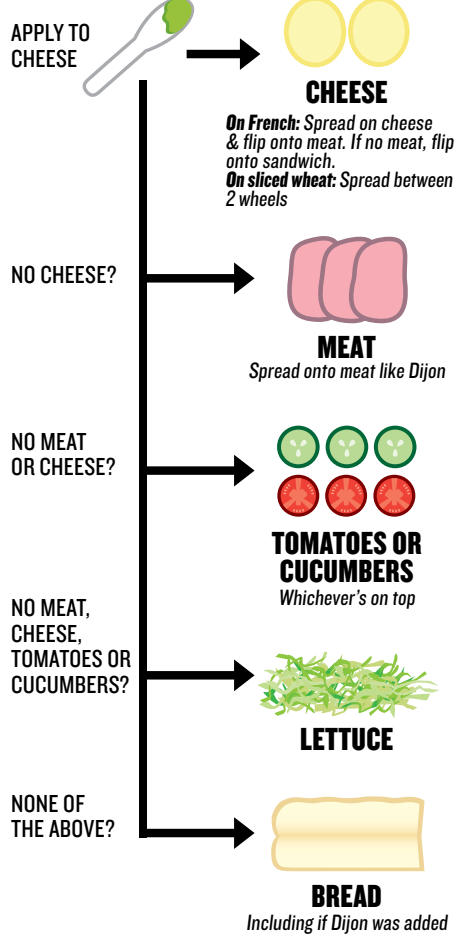 APPLY TO
CHEESE
CHEESE
On French: Spread on cheese
& flip onto meat. If no meat, flip
onto sandwich.
On sliced wheat: Spread between
2 wheels
NO CHEESE?
MEAT
Spread onto meat like Dijon
NO MEAT
OR CHEESE?
TOMATOES OR
CUCUMBERS
Whichever's on top
NO MEAT,
CHEESE,
TOMATOES OR
CUCUMBERS?
LETTUCE
NONE OF
THE ABOVE?
BREAD
Including if Dijon was added